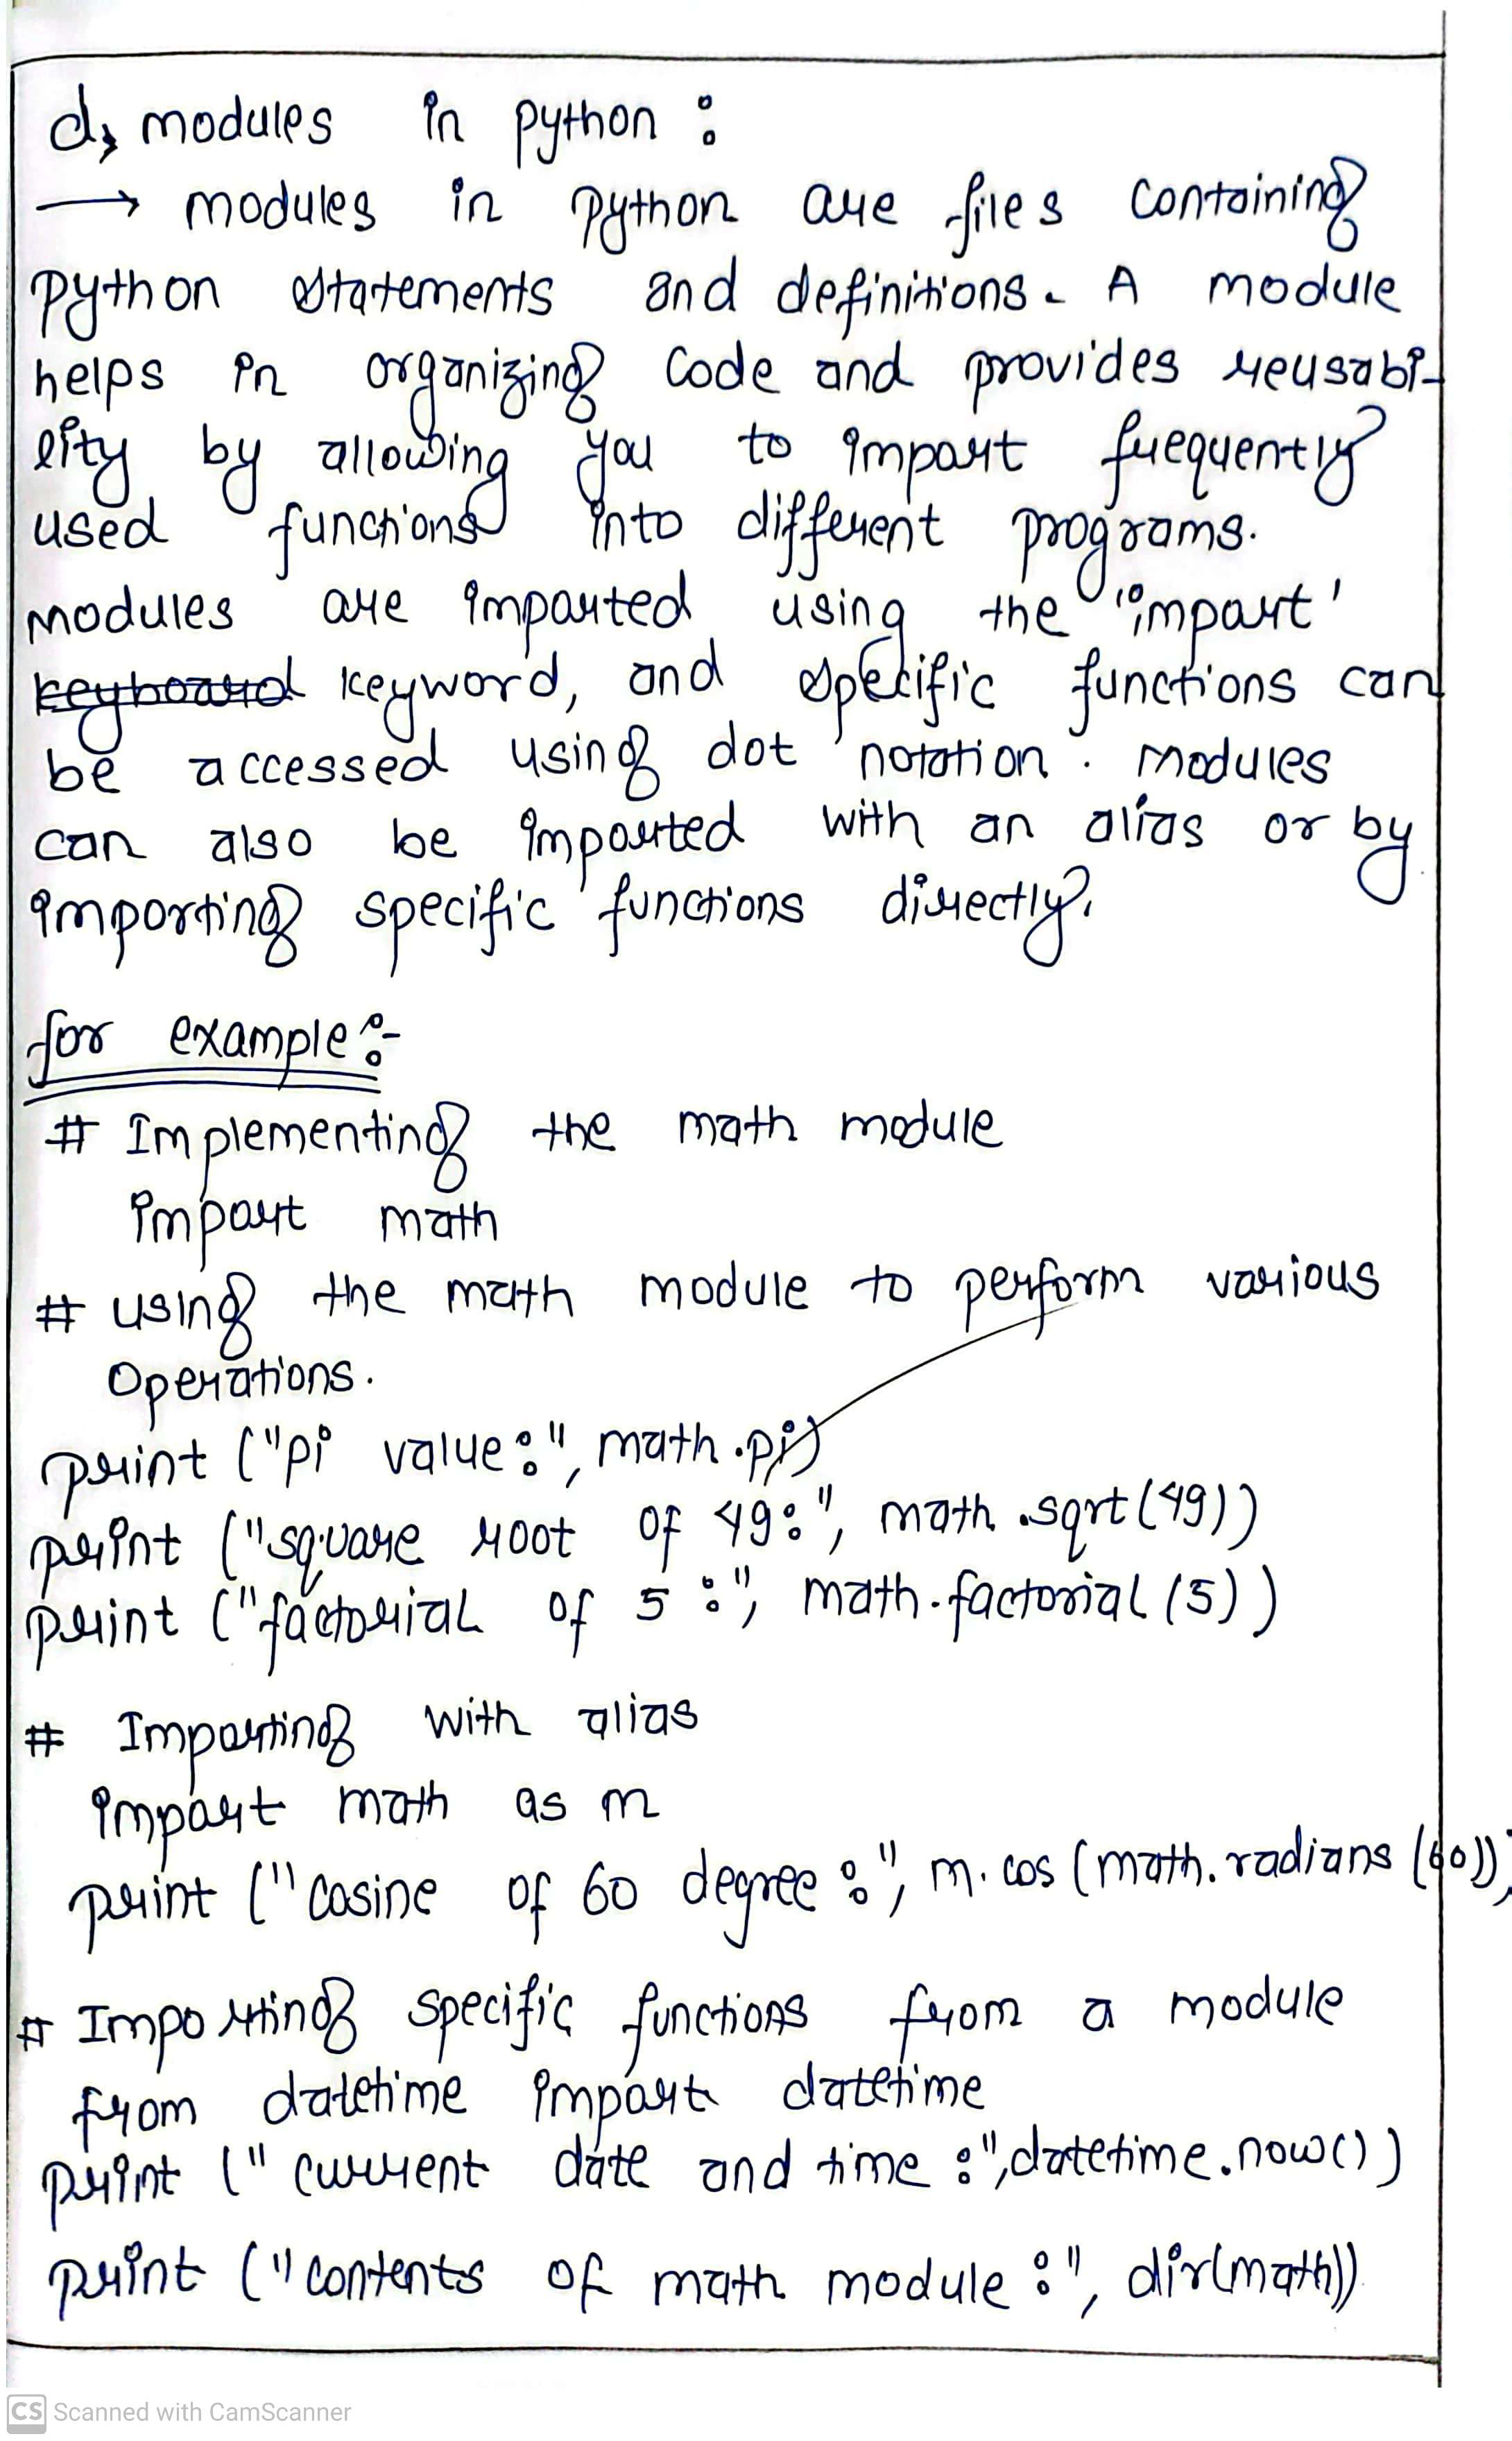 d, modules in python :
→ modules in python are files containing
python statements and definitions. A module
helps in organizing code and provides reusabi-
lity by allowing you to import frequently
used functions into different programs.
Modules are imported using the 'import'
keyboard keyword, and specific functions can
be accessed using dot notation. Modules
can also be imported with an alias or by
importing specific functions directly.
for example :-
# Implementing the math module
import math
# using the math module to perform various
operations.
print ("pi value:", math.pi)
print ("square root of 49:", math.sqrt(49))
print ("factorial of 5:", math.factorial(5))
# Importing with alias
import math as m
print ("cosine of 60 degree:", m.cos(math.radians(60)))
# Importing specific functions from a module
from datetime import datetime
print ("current date and time:", datetime.now())
print ("contents of math module:", dir(math))
CS Scanned with CamScanner